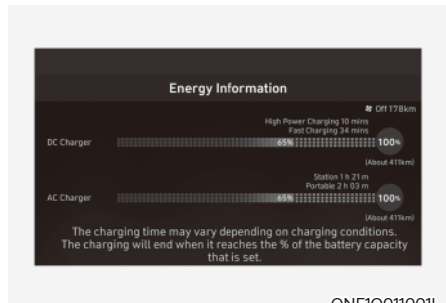 Energy Information
Off 178km
High Power Charging 10 mins
Fast Charging 34 mins
DC Charger 65% 100%
(About 411km)
Station 1 h 21 m
Portable 2 h 03 m
AC Charger 65% 100%
(About 411km)
The charging time may vary depending on charging conditions.
The charging will end when it reaches the % of the battery capacity
that is set.